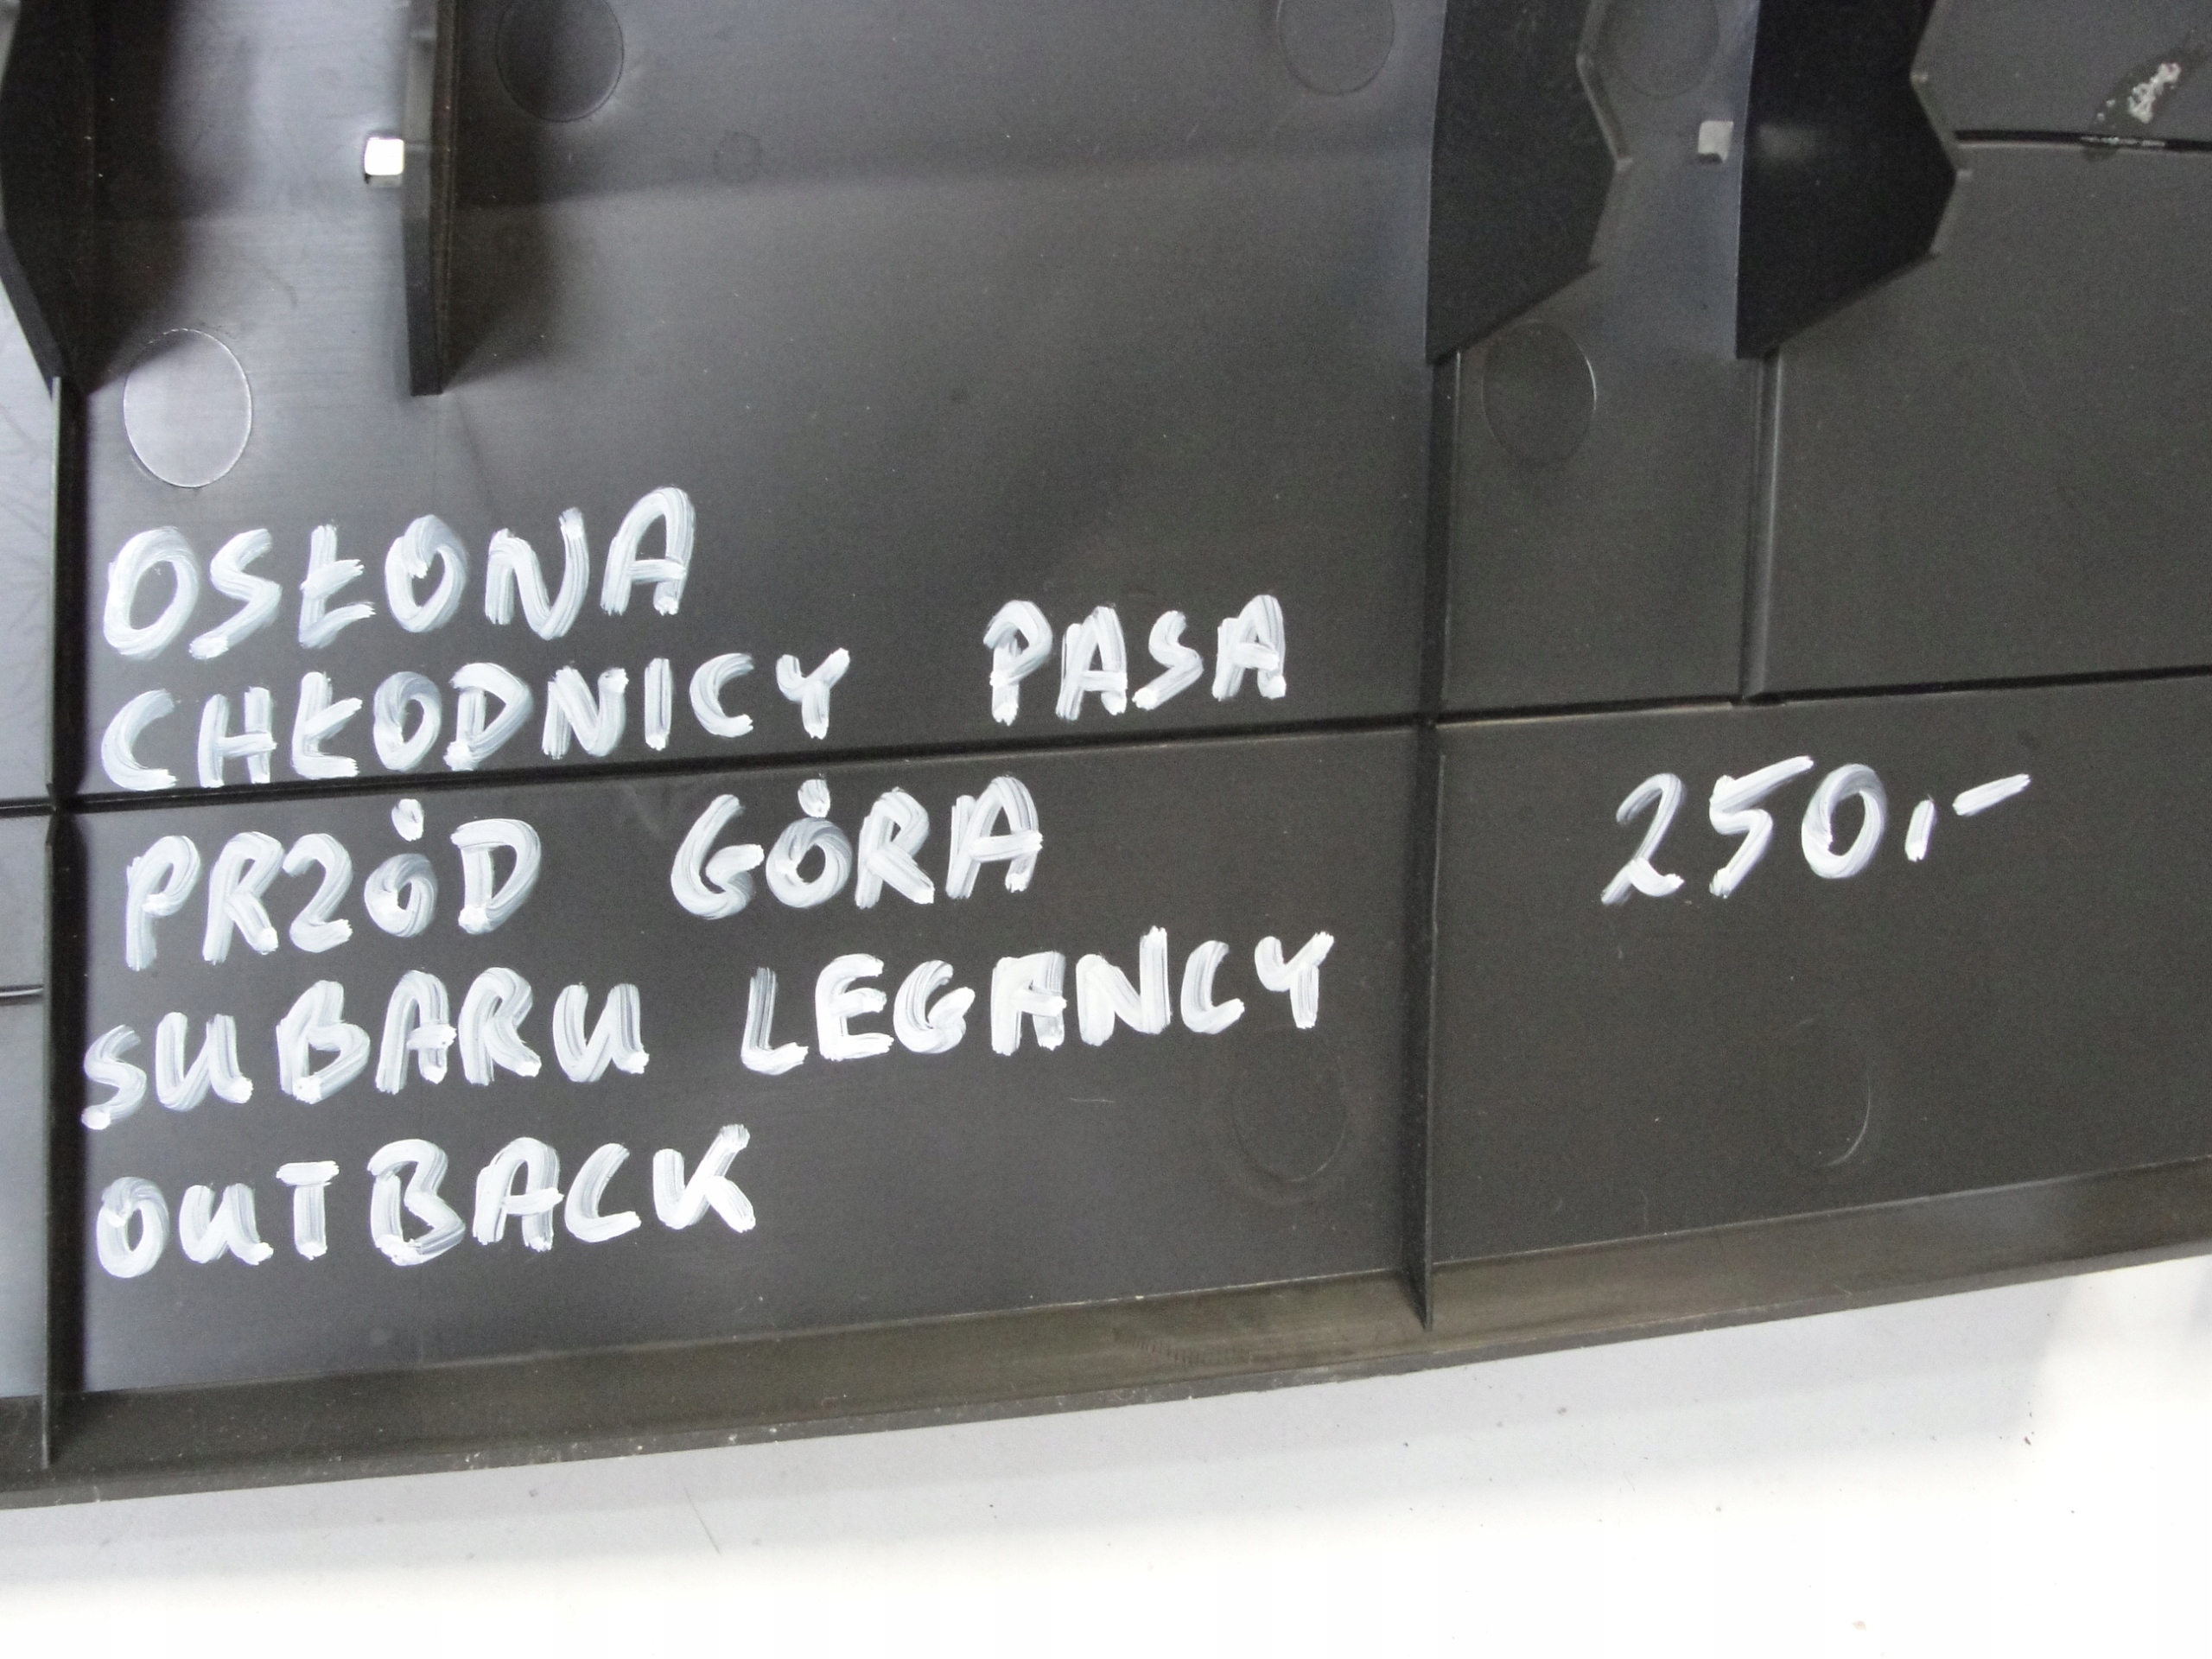 OSŁONA
CHŁODNICY PASA
PRZÓD GÓRA
SUBARU LEGANCY
OUTBACK
250,-